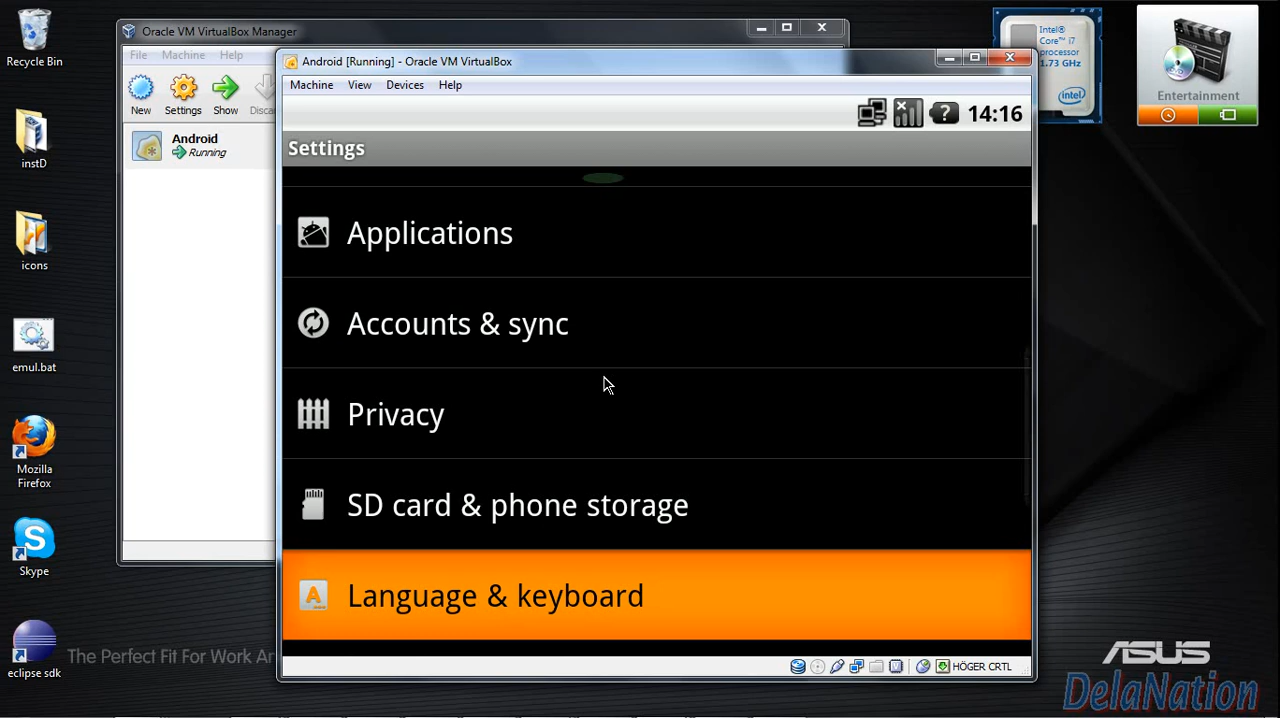 Recycle Bin
instD
icons
emul.bat
Mozilla
Firefox
Skype
eclipse sdk
Oracle VM VirtualBox Manager
File Machine Help
New Settings Show
Android
Running
Android [Running] - Oracle VM VirtualBox
Machine View Devices Help
14:16
Settings
Applications
Accounts & sync
Privacy
SD card & phone storage
Language & keyboard
HÖGER CRTL
Intel®
Core™ i7
processor
1.73 GHz
intel
Entertainment
The Perfect Fit For Work
ASUS
DelaNation